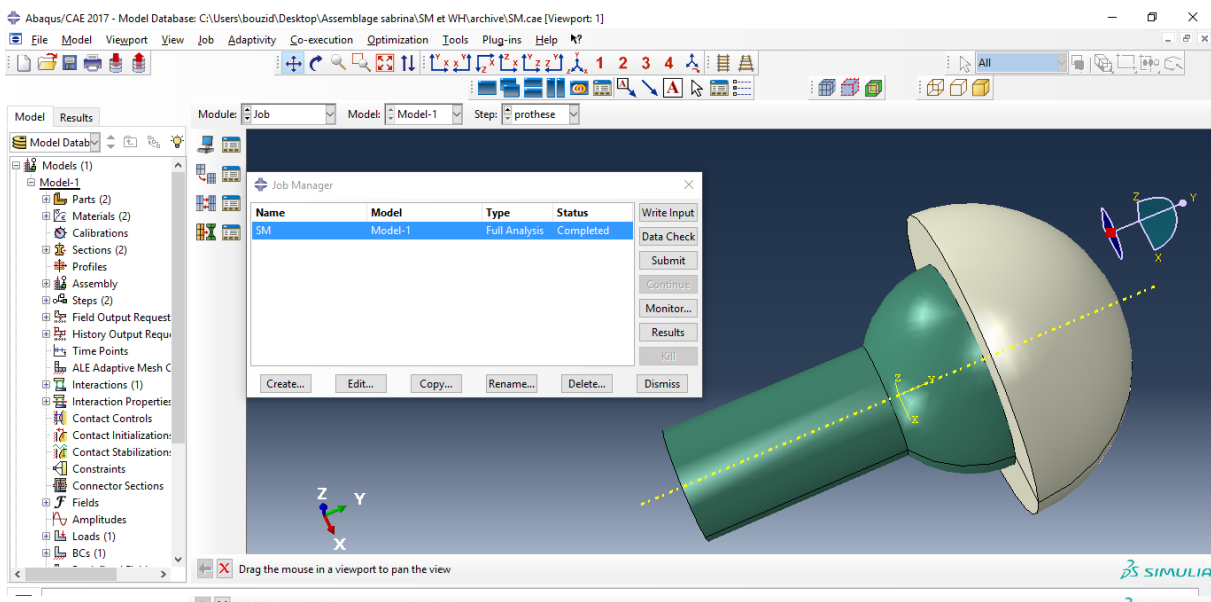 Abaqus/CAE 2017 - Model Database: C:\Users\bouzid\Desktop\Assemblage sabrina\SM et WH\archive\SM.cae [Viewport: 1]
File Model Viewport View Job Adaptivity Co-execution Optimization Tools Plug-ins Help
1 2 3 4 All
A A
Model Results Module: Job Model: Model-1 Step: prothese
Model Datab
Models (1)
Model-1
Parts (2)
Materials (2)
Calibrations
Sections (2)
Profiles
Assembly
Steps (2)
Field Output Request
History Output Reque
Time Points
ALE Adaptive Mesh C
Interactions (1)
Interaction Properties
Contact Controls
Contact Initializations
Contact Stabilizations
Constraints
Connector Sections
Fields
Amplitudes
Loads (1)
BCs (1)
Job Manager
Name Model Type Status
SM Model-1 Full Analysis Completed
Write Input
Data Check
Submit
Continue
Monitor...
Results
Kill
Create... Edit... Copy... Rename... Delete... Dismiss
Z Y
X
Z Y
X
Z Y
X
Drag the mouse in a viewport to pan the view
SIMULIA